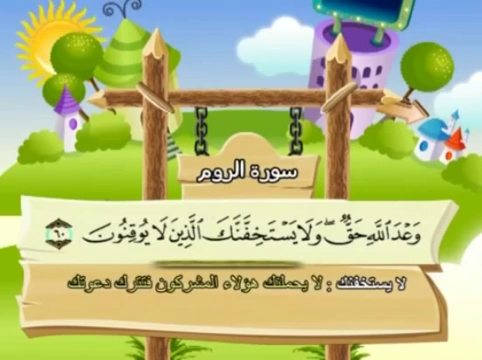 سورة الروم
وَعْدَ اللَّهِ حَقٌّ ۖ وَلَا يَسْتَخِفَّنَّكَ الَّذِينَ لَا يُوقِنُونَ ٦٠
لا يستخفنك : لا يحملنك هؤلاء المشركون فتترك دعوتك